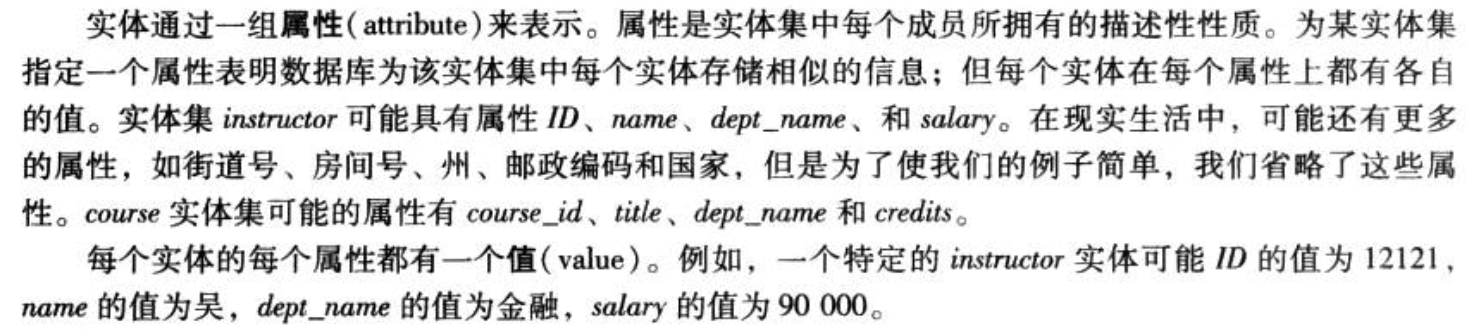 实体通过一组属性(attribute)来表示。属性是实体集中每个成员所拥有的描述性性质。为某实体集
指定一个属性表明数据库为该实体集中每个实体存储相似的信息；但每个实体在每个属性上都有各自
的值。实体集 instructor 可能具有属性 ID、name、dept_name、和 salary。在现实生活中，可能还有更多
的属性，如街道号、房间号、州、邮政编码和国家，但是为了使我们的例子简单，我们省略了这些属
性。course 实体集可能的属性有 course_id、title、dept_name 和 credits。
每个实体的每个属性都有一个值(value)。例如，一个特定的 instructor 实体可能 ID 的值为 12121，
name 的值为吴，dept_name 的值为金融，salary 的值为 90 000。